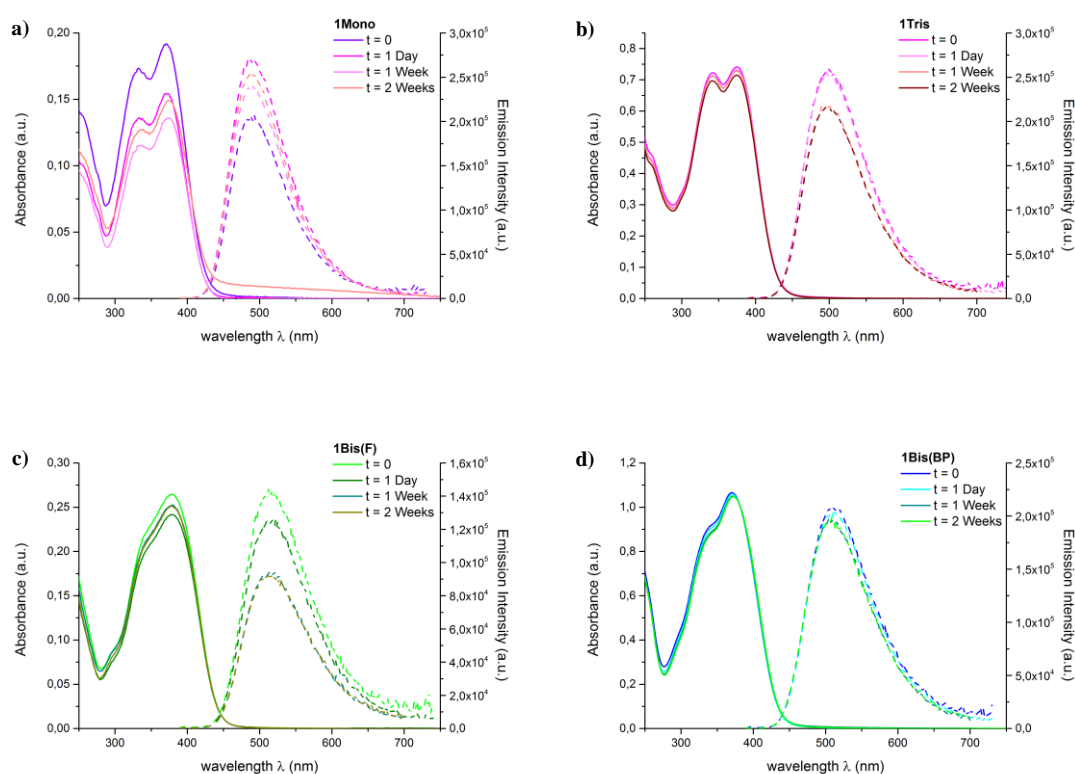 a)
1Mono
t = 0
t = 1 Day
t = 1 Week
t = 2 Weeks
Absorbance (a.u.)
0,20
0,15
0,10
0,05
0,00
3,0x10⁵
2,5x10⁵
2,0x10⁵
1,5x10⁵
1,0x10⁵
5,0x10⁴
0,0
Emission Intensity (a.u.)
300 400 500 600 700
wavelength λ (nm)
b)
1Tris
t = 0
t = 1 Day
t = 1 Week
t = 2 Weeks
Absorbance (a.u.)
0,8
0,7
0,6
0,5
0,4
0,3
0,2
0,1
0,0
3,0x10⁵
2,5x10⁵
2,0x10⁵
1,5x10⁵
1,0x10⁵
5,0x10⁴
0,0
Emission Intensity (a.u.)
300 400 500 600 700
wavelength λ (nm)
c)
1Bis(F)
t = 0
t = 1 Day
t = 1 Week
t = 2 Weeks
Absorbance (a.u.)
0,30
0,25
0,20
0,15
0,10
0,05
0,00
1,6x10⁵
1,4x10⁵
1,2x10⁵
1,0x10⁵
8,0x10⁴
6,0x10⁴
4,0x10⁴
2,0x10⁴
0,0
Emission Intensity (a.u.)
300 400 500 600 700
wavelength λ (nm)
d)
1Bis(BP)
t = 0
t = 1 Day
t = 1 Week
t = 2 Weeks
Absorbance (a.u.)
1,2
1,0
0,8
0,6
0,4
0,2
0,0
2,5x10⁵
2,0x10⁵
1,5x10⁵
1,0x10⁵
5,0x10⁴
0,0
Emission Intensity (a.u.)
300 400 500 600 700
wavelength λ (nm)